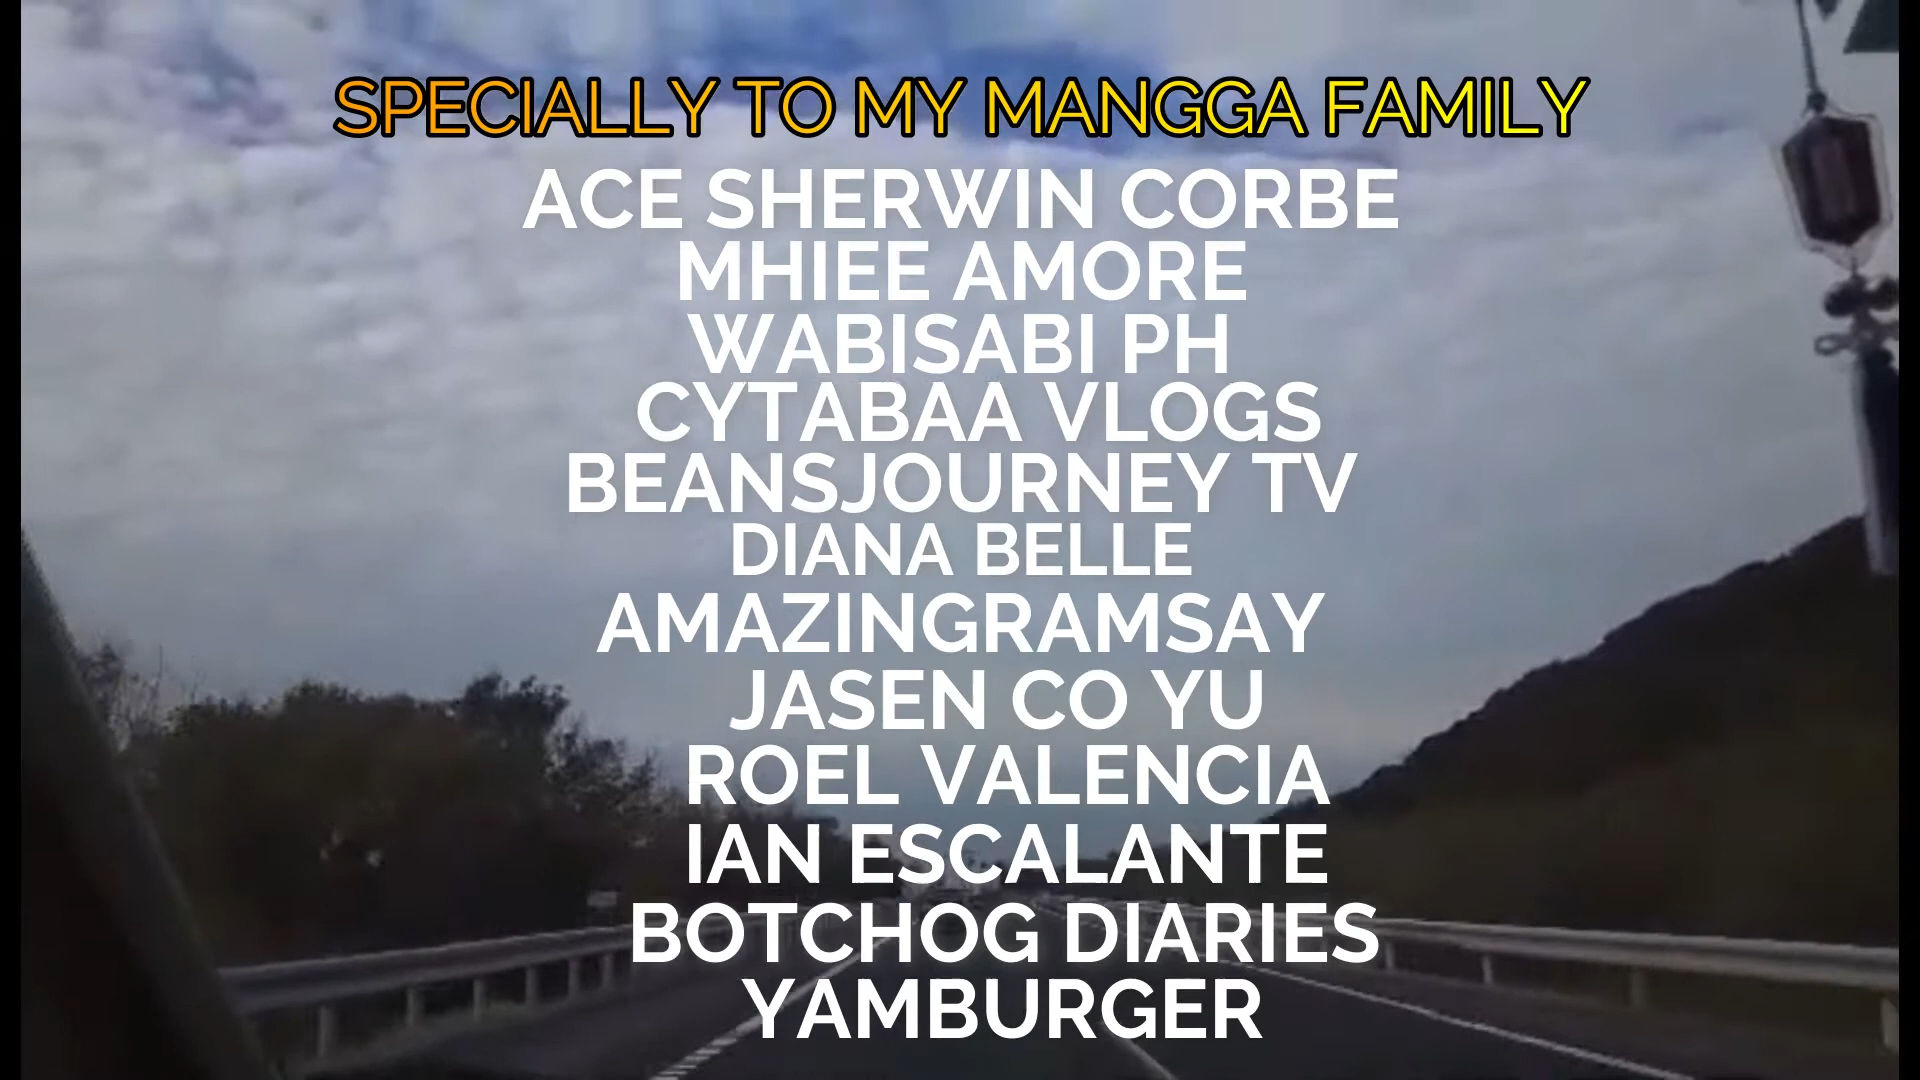 SPECIALLY TO MY MANGGA FAMILY
ACE SHERWIN CORBE
MHIEE AMORE
WABISABI PH
CYTABAA VLOGS
BEANSJOURNEY TV
DIANA BELLE
AMAZINGRAMSAY
JASEN CO YU
ROEL VALENCIA
IAN ESCALANTE
BOTCHOG DIARIES
YAMBURGER